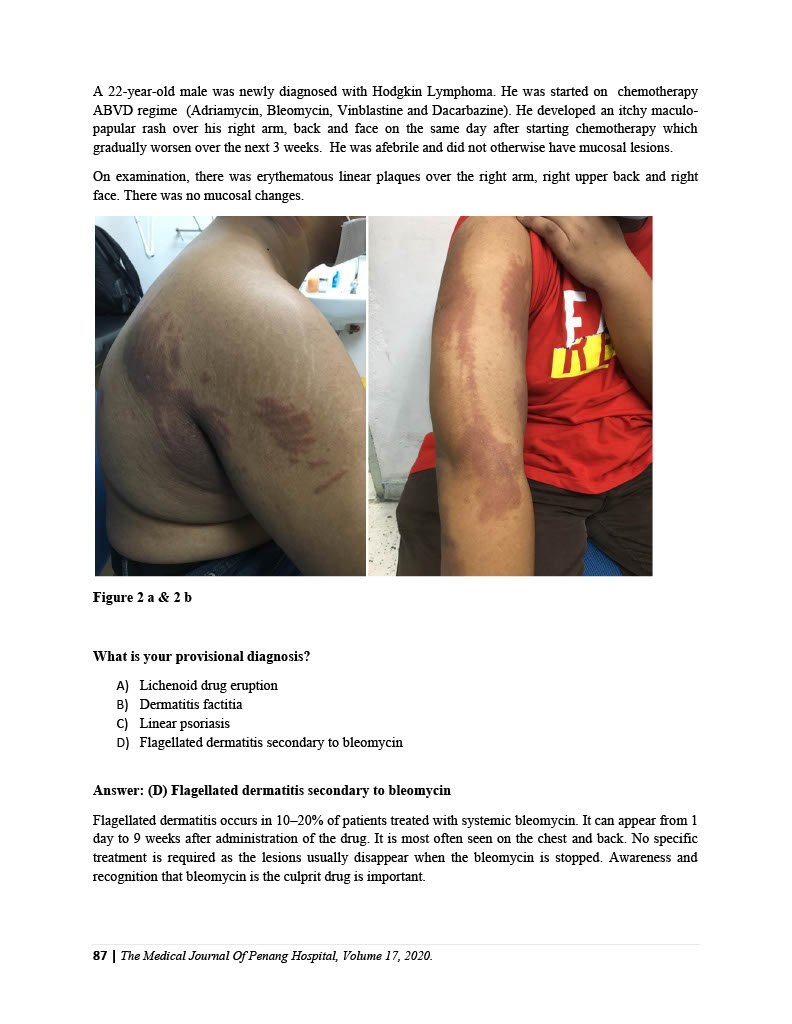 A 22-year-old male was newly diagnosed with Hodgkin Lymphoma. He was started on chemotherapy
ABVD regime (Adriamycin, Bleomycin, Vinblastine and Dacarbazine). He developed an itchy maculo-
papular rash over his right arm, back and face on the same day after starting chemotherapy which
gradually worsen over the next 3 weeks. He was afebrile and did not otherwise have mucosal lesions.
On examination, there was erythematous linear plaques over the right arm, right upper back and right
face. There was no mucosal changes.
Figure 2 a & 2 b
What is your provisional diagnosis?
A) Lichenoid drug eruption
B) Dermatitis factitia
C) Linear psoriasis
D) Flagellated dermatitis secondary to bleomycin
Answer: (D) Flagellated dermatitis secondary to bleomycin
Flagellated dermatitis occurs in 10–20% of patients treated with systemic bleomycin. It can appear from 1
day to 9 weeks after administration of the drug. It is most often seen on the chest and back. No specific
treatment is required as the lesions usually disappear when the bleomycin is stopped. Awareness and
recognition that bleomycin is the culprit drug is important.
87 | The Medical Journal Of Penang Hospital, Volume 17, 2020.